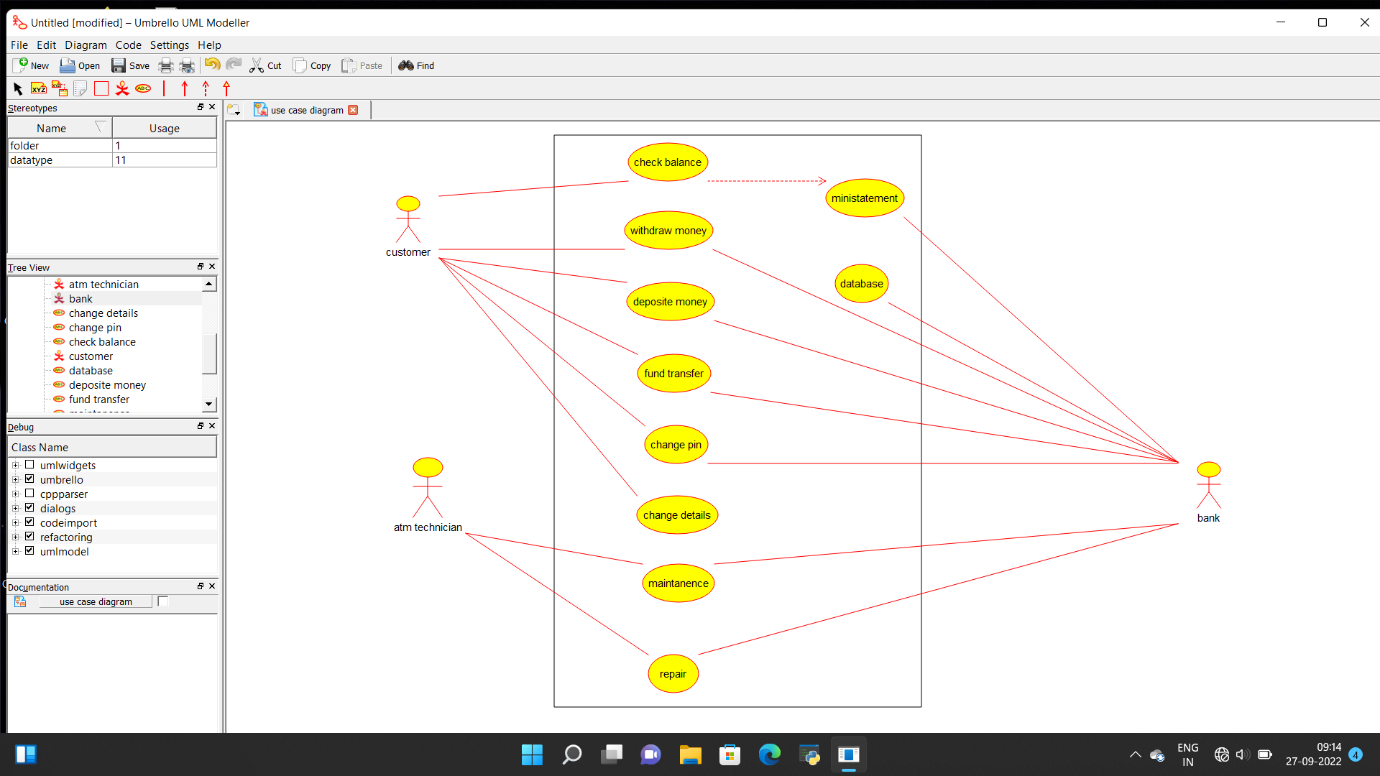 Untitled [modified] – Umbrello UML Modeller
File Edit Diagram Code Settings Help
New Open Save Cut Copy Paste Find
XYZ ABC
Stereotypes
Name Usage
folder 1
datatype 11
Tree View
atm technician
bank
change details
change pin
check balance
customer
database
deposite money
fund transfer
maintanence
Debug
Class Name
umlwidgets
umbrello
cppparser
dialogs
codeimport
refactoring
umlmodel
Documentation
use case diagram
use case diagram
check balance
ministatement
customer
withdraw money
database
deposite money
fund transfer
change pin
atm technician
change details
bank
maintanence
repair
ENG
IN
09:14
27-09-2022
4